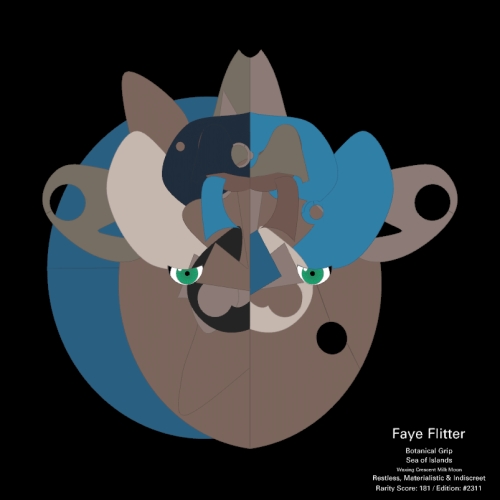 Faye Flitter
Botanical Grip
Sea of Islands
Waxing Crescent Milk Moon
Restless, Materialistic & Indiscreet
Rarity Score: 181 / Edition: #2311